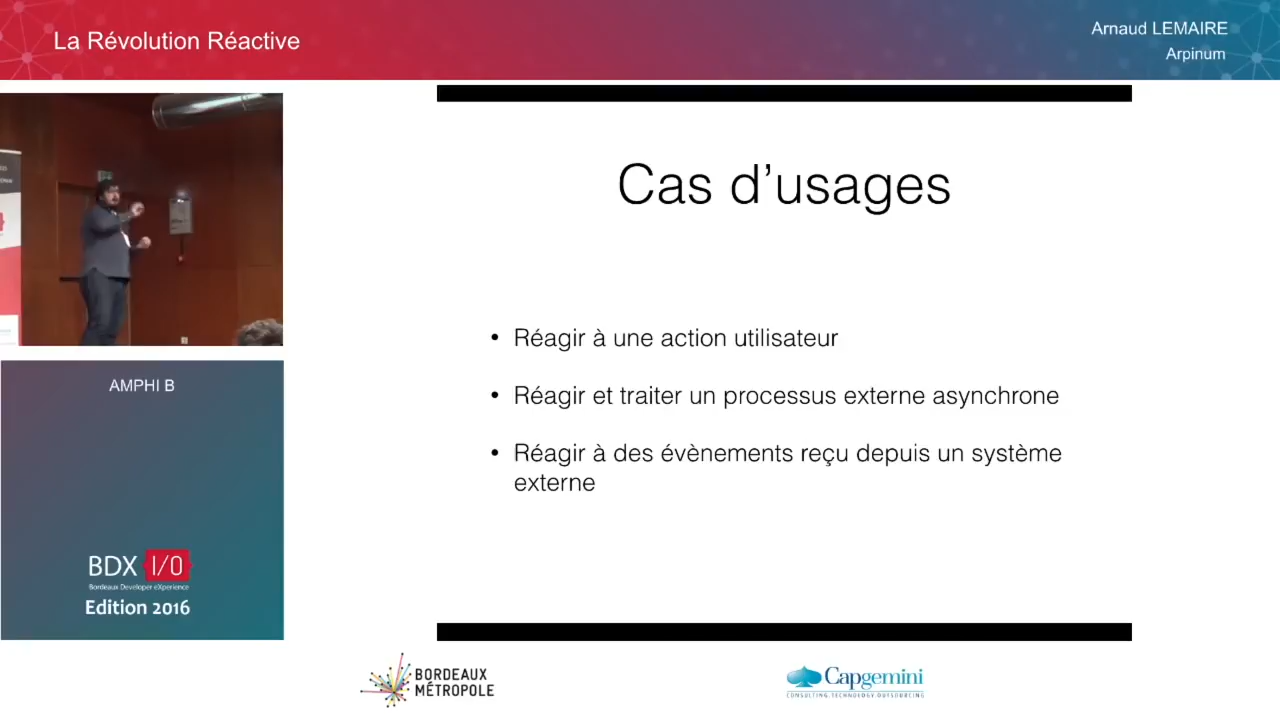 La Révolution Réactive
Arnaud LEMAIRE
Arpinum
Cas d'usages
• Réagir à une action utilisateur
• Réagir et traiter un processus externe asynchrone
• Réagir à des évènements reçu depuis un système
externe
AMPHI B
BDX I/O
Bordeaux Developer eXperience
Edition 2016
BORDEAUX
MÉTROPOLE
Capgemini
CONSULTING.TECHNOLOGY.OUTSOURCING